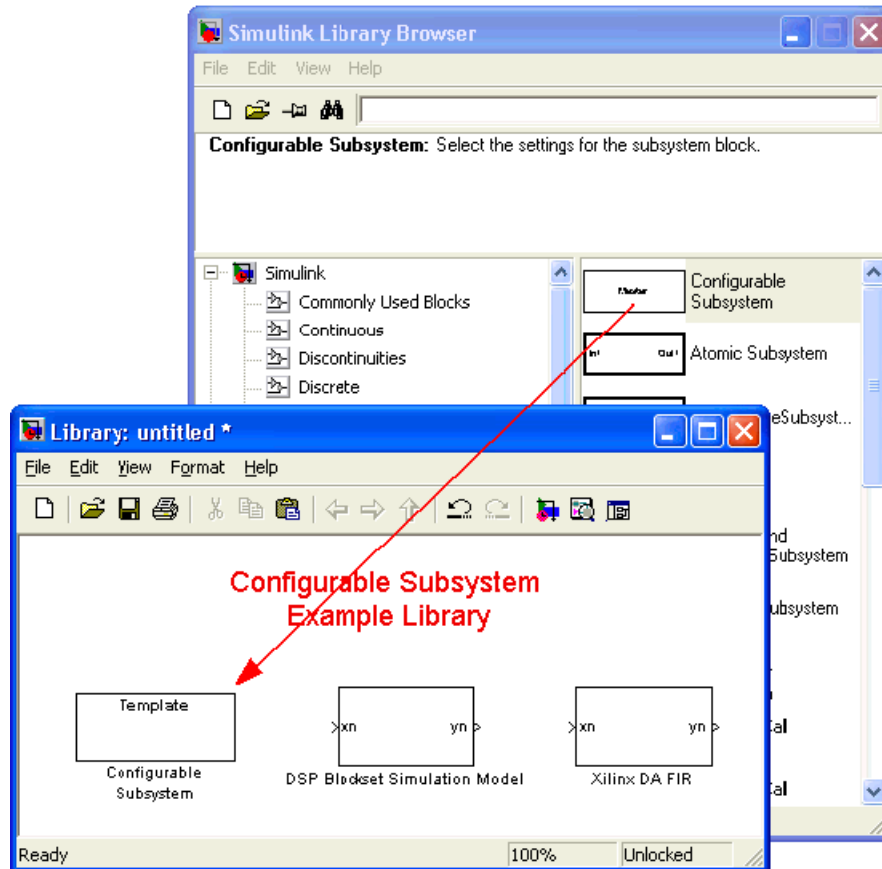 Simulink Library Browser
File Edit View Help
Configurable Subsystem: Select the settings for the subsystem block.
Simulink
Commonly Used Blocks
Continuous
Discontinuities
Discrete
Configurable
Subsystem
In1 Out1
Atomic Subsystem
eSubsyst...
nd
Subsystem
ubsystem
Library: untitled *
File Edit View Format Help
Configurable Subsystem
Example Library
Template
Configurable
Subsystem
xn yn
DSP Blockset Simulation Model
xn yn
Xilinx DA FIR
Ready 100% Unlocked